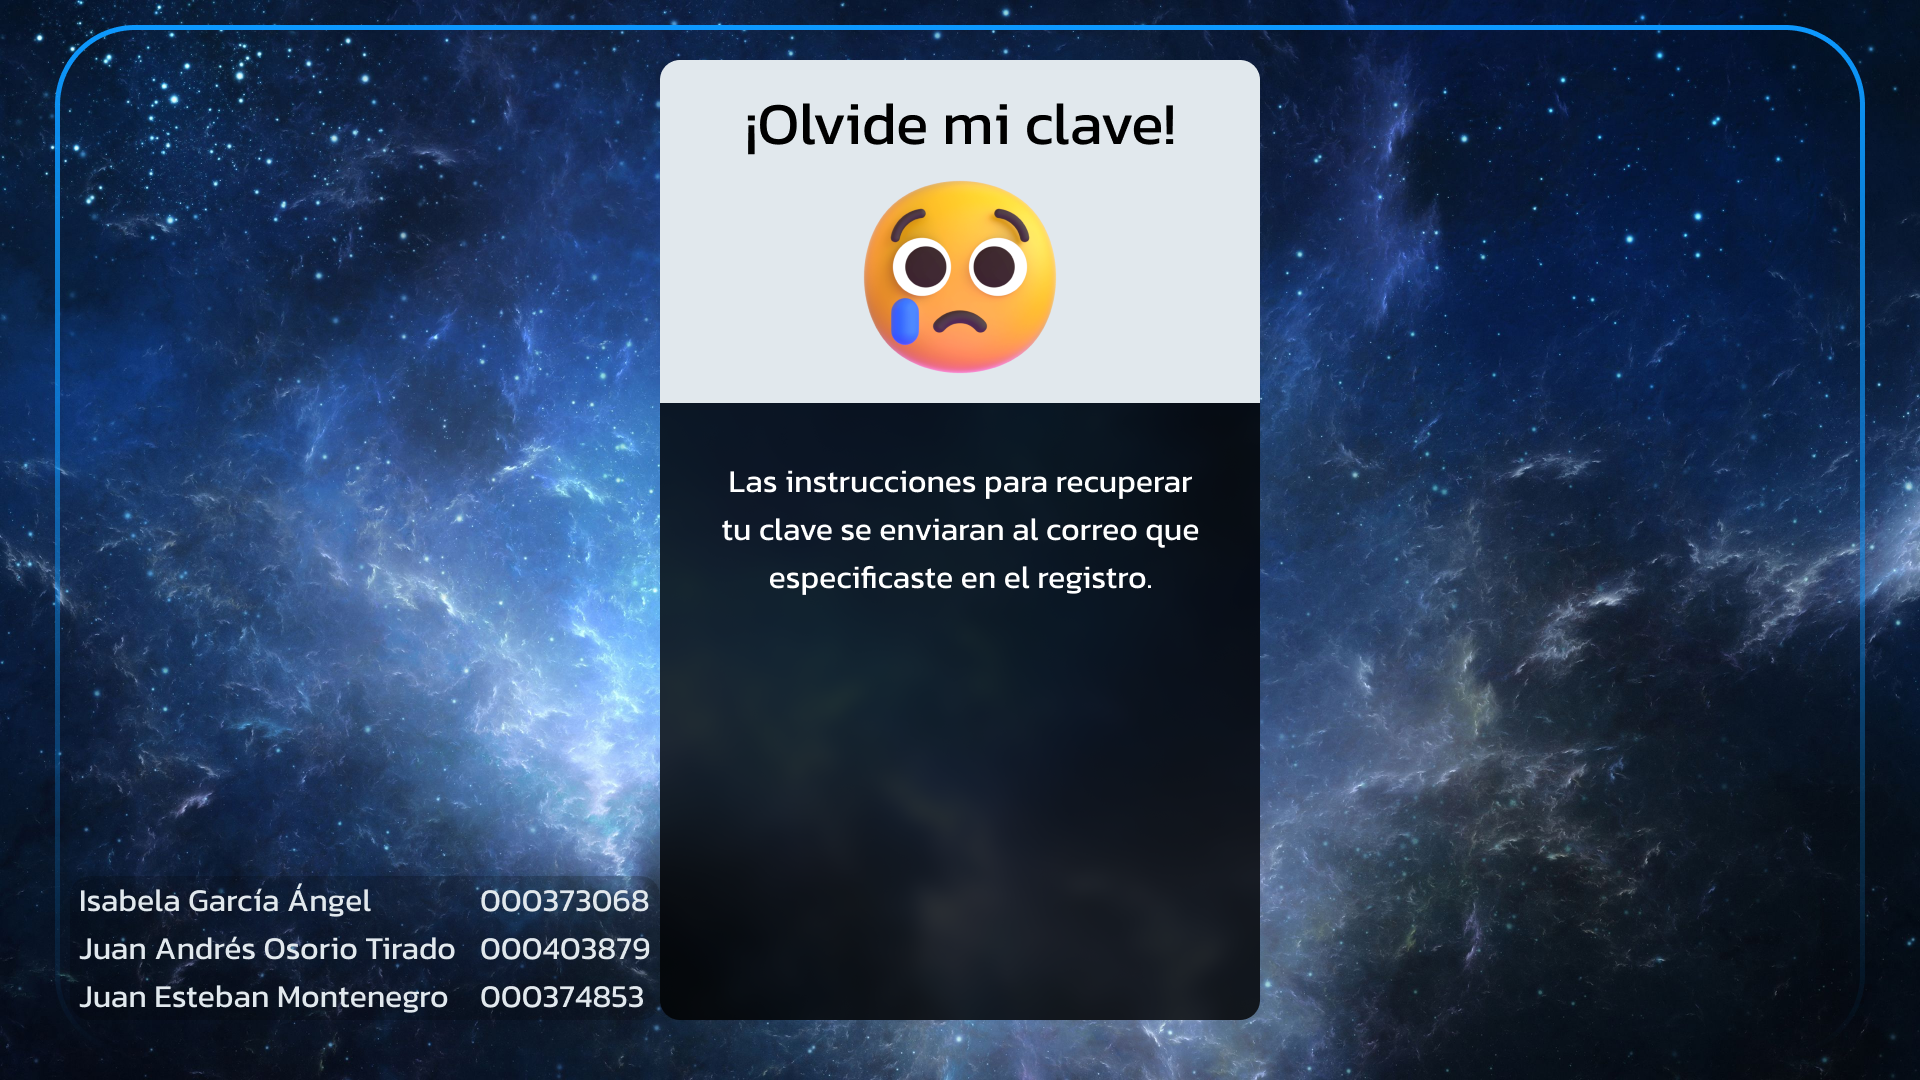 ¡Olvide mi clave!
Las instrucciones para recuperar
tu clave se enviaran al correo que
especificaste en el registro.
Isabela García Ángel 000373068
Juan Andrés Osorio Tirado 000403879
Juan Esteban Montenegro 000374853